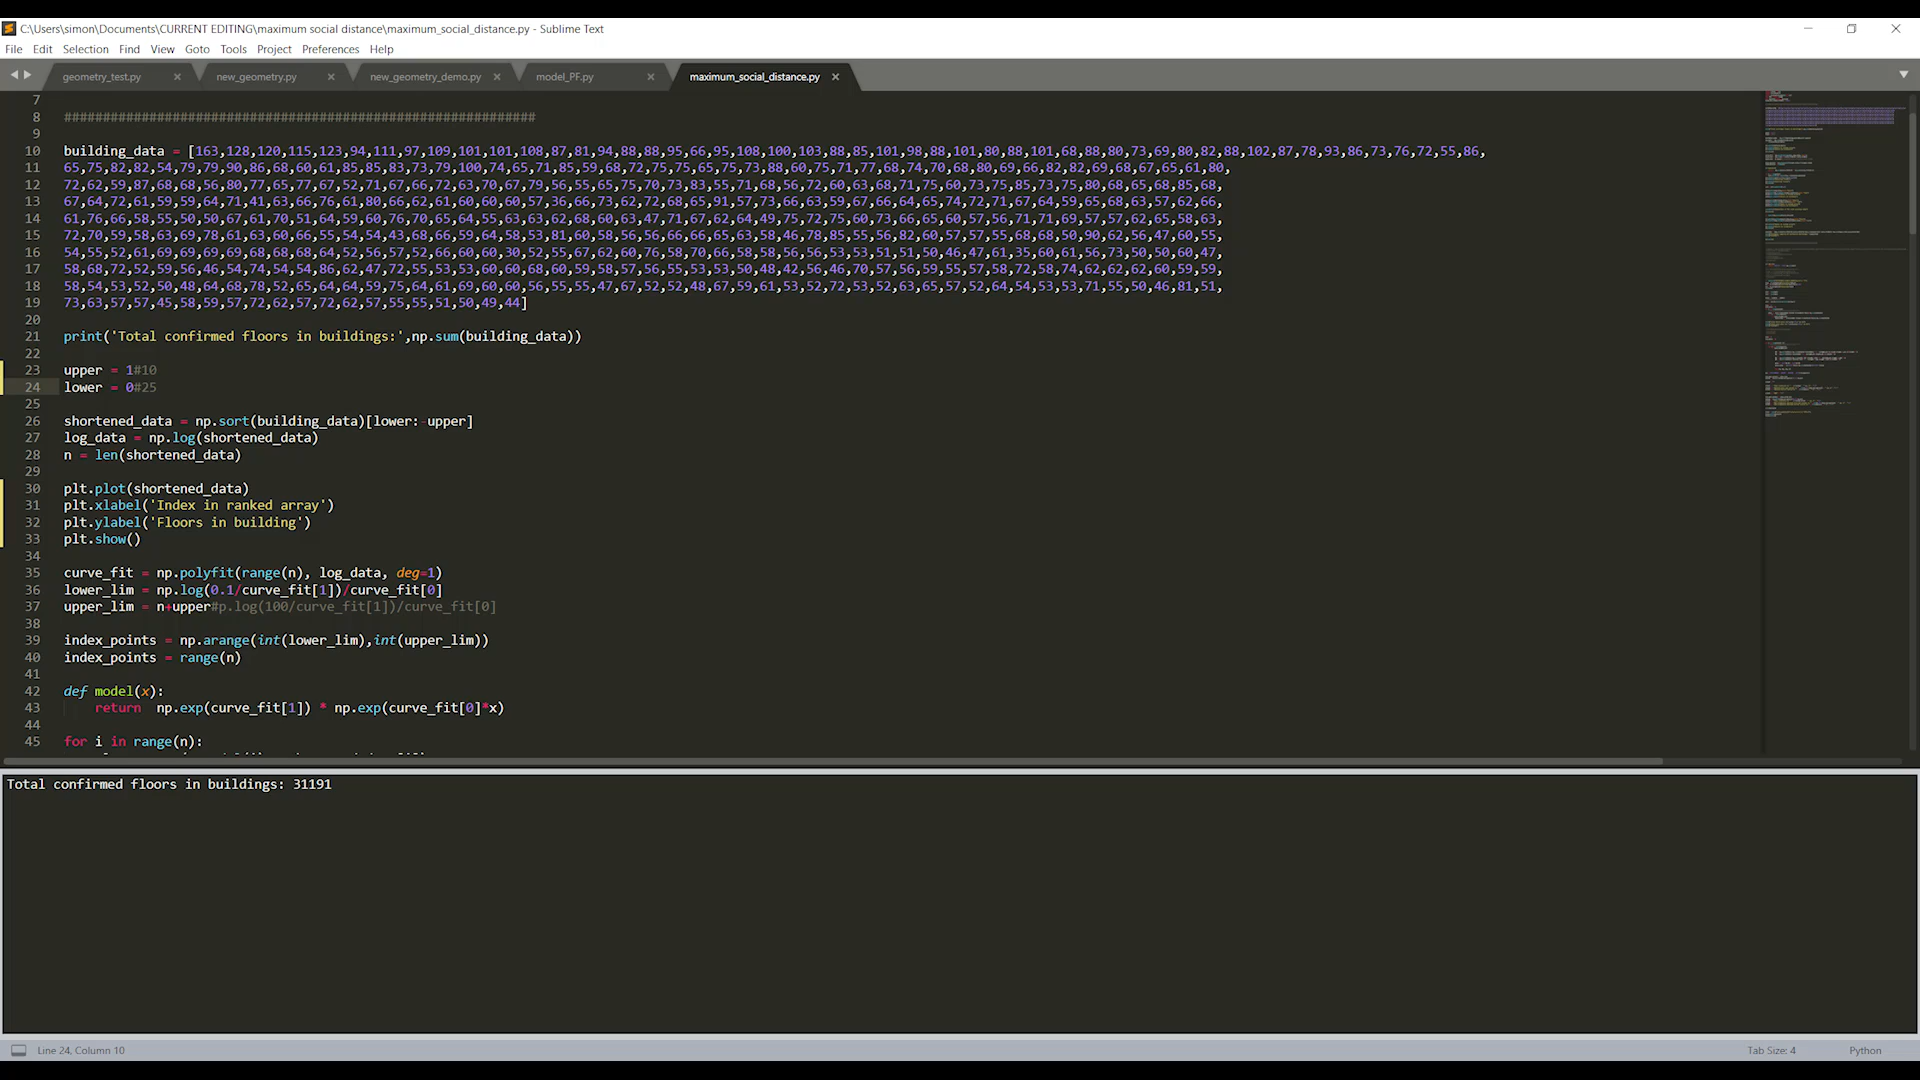 C:\Users\simon\Documents\CURRENT EDITING\maximum social distance\maximum_social_distance.py - Sublime Text
File Edit Selection Find View Goto Tools Project Preferences Help
geometry_test.py new_geometry.py new_geometry_demo.py model_PF.py maximum_social_distance.py
7
8 #############################################################
9
10 building_data = [163,128,120,115,123,94,111,97,109,101,101,108,87,81,94,88,88,95,66,95,108,100,103,88,85,101,98,88,101,80,88,101,68,88,80,73,69,80,82,88,102,87,78,93,86,73,76,72,55,86,
11 65,75,82,82,54,79,79,90,86,68,60,61,85,85,83,73,79,100,74,65,71,85,59,68,72,75,75,65,75,73,88,60,75,71,77,68,74,70,68,80,69,66,82,82,69,68,67,65,61,80,
12 72,62,59,87,68,68,56,80,77,65,77,67,52,71,67,66,72,63,70,67,79,56,55,65,75,70,73,83,55,71,68,56,72,60,63,68,71,75,60,73,75,85,73,75,80,68,65,68,85,68,
13 67,64,72,61,59,59,64,71,41,63,66,76,61,80,66,62,61,60,60,60,57,36,66,73,62,72,68,65,91,57,73,66,63,59,67,66,64,65,74,72,71,67,64,59,65,68,63,57,62,66,
14 61,76,66,58,55,50,50,67,61,70,51,64,59,60,76,70,65,64,55,63,63,62,68,60,63,47,71,67,62,64,49,75,72,75,60,73,66,65,60,57,56,71,71,69,57,57,62,65,58,63,
15 72,70,59,58,63,69,78,61,63,60,66,55,54,54,43,68,66,59,64,58,53,81,60,58,56,56,66,66,65,63,58,46,78,85,55,56,82,60,57,57,55,68,68,50,90,62,56,47,60,55,
16 54,55,52,61,69,69,69,69,68,68,68,64,52,56,57,52,66,60,60,30,52,55,67,62,60,76,58,70,66,58,58,56,56,53,53,51,51,50,46,47,61,35,60,61,56,73,50,50,60,47,
17 58,68,72,52,59,56,46,54,74,54,54,86,62,47,72,55,53,53,60,60,68,60,59,58,57,56,55,53,53,50,48,42,56,46,70,57,56,59,55,57,58,72,58,74,62,62,62,60,59,59,
18 58,54,53,52,50,48,64,68,78,52,65,64,64,59,75,64,61,69,60,60,56,55,55,47,67,52,52,48,67,59,61,53,52,72,53,52,63,65,57,52,64,54,53,53,71,55,50,46,81,51,
19 73,63,57,57,45,58,59,57,72,62,57,72,62,57,55,55,51,50,49,44]
20
21 print('Total confirmed floors in buildings:',np.sum(building_data))
22
23 upper = 1#10
24 lower = 0#25
25
26 shortened_data = np.sort(building_data)[lower:-upper]
27 log_data = np.log(shortened_data)
28 n = len(shortened_data)
29
30 plt.plot(shortened_data)
31 plt.xlabel('Index in ranked array')
32 plt.ylabel('Floors in building')
33 plt.show()
34
35 curve_fit = np.polyfit(range(n), log_data, deg=1)
36 lower_lim = np.log(0.1/curve_fit[1])/curve_fit[0]
37 upper_lim = n+upper#p.log(100/curve_fit[1])/curve_fit[0]
38
39 index_points = np.arange(int(lower_lim),int(upper_lim))
40 index_points = range(n)
41
42 def model(x):
43 return np.exp(curve_fit[1]) * np.exp(curve_fit[0]*x)
44
45 for i in range(n):
Total confirmed floors in buildings: 31191
Line 24, Column 10 Tab Size: 4 Python